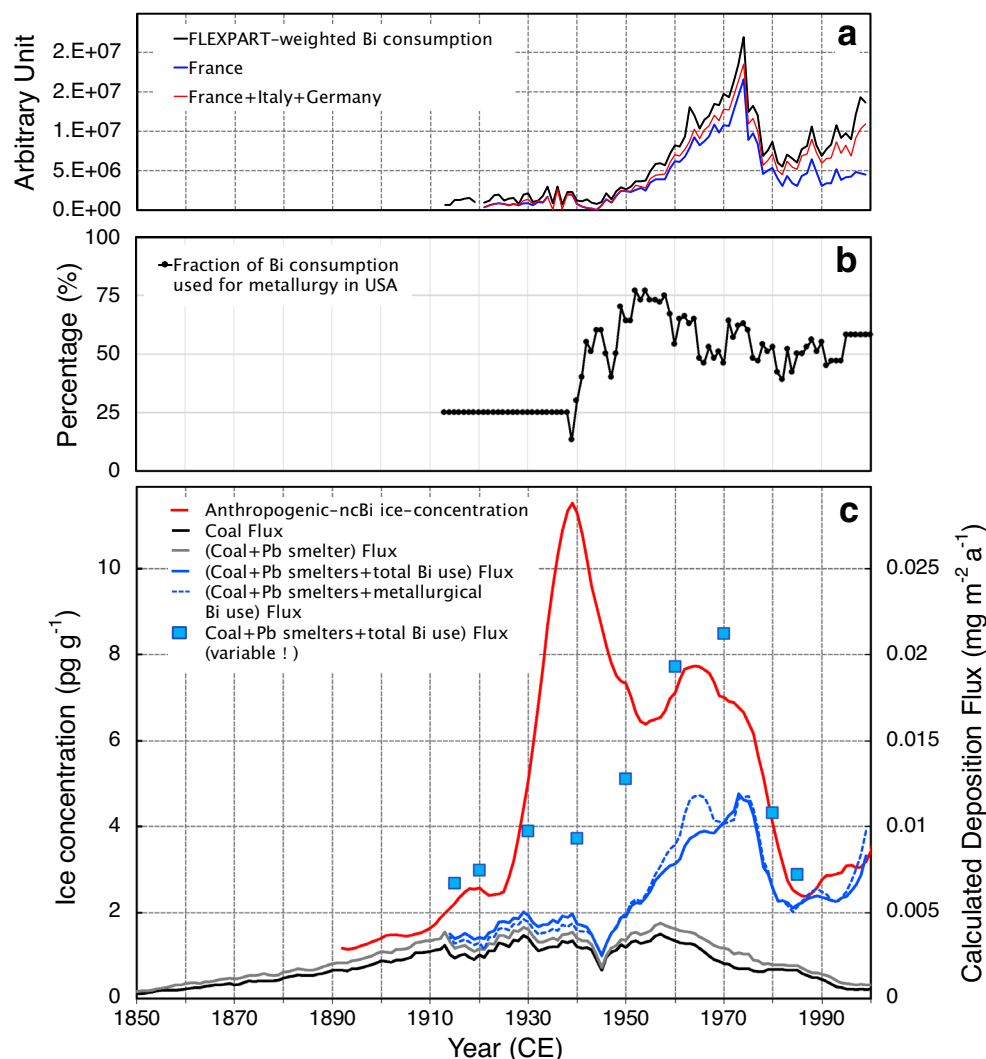 a
FLEXPART-weighted Bi consumption
France
France+Italy+Germany
Arbitrary Unit
2.E+07
2.E+07
1.E+07
5.E+06
0.E+00
b
Fraction of Bi consumption
used for metallurgy in USA
Percentage (%)
100
75
50
25
0
c
Anthropogenic-ncBi ice-concentration
Coal Flux
(Coal+Pb smelter) Flux
(Coal+Pb smelters+total Bi use) Flux
(Coal+Pb smelters+metallurgical
Bi use) Flux
Coal+Pb smelters+total Bi use) Flux
(variable ! )
Ice concentration (pg g-1)
10
8
6
4
2
0
Calculated Deposition Flux (mg m-2 a-1)
0.025
0.02
0.015
0.01
0.005
0
1850 1870 1890 1910 1930 1950 1970 1990
Year (CE)